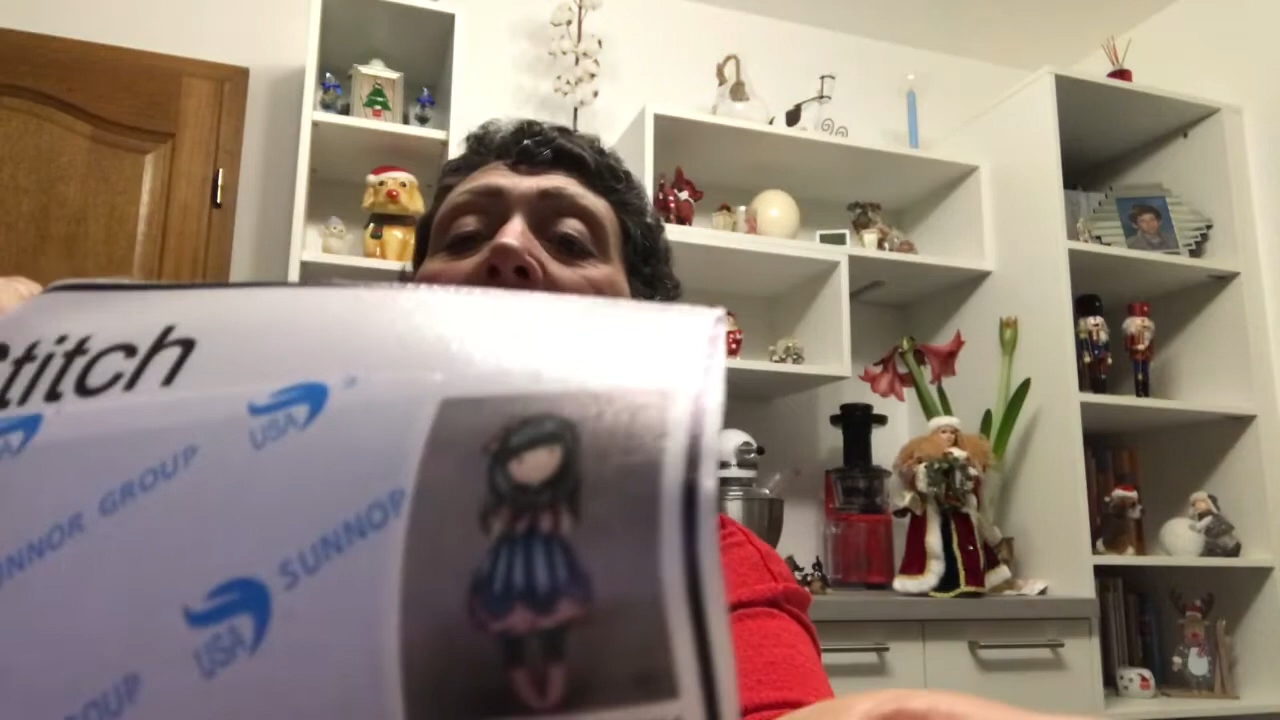 Stitch
USA
USA
SUNNOR GROUP
SUNNOR
USA
GROUP